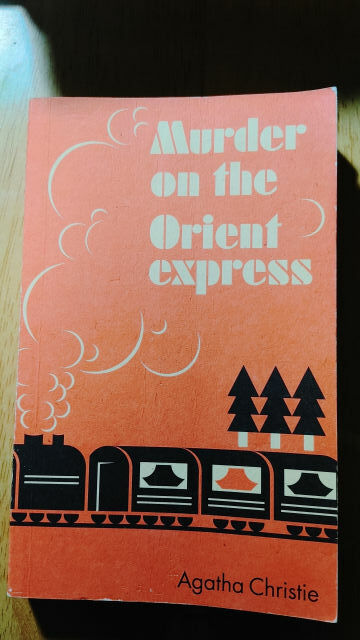 Murder
on the
Orient
express
Agatha Christie